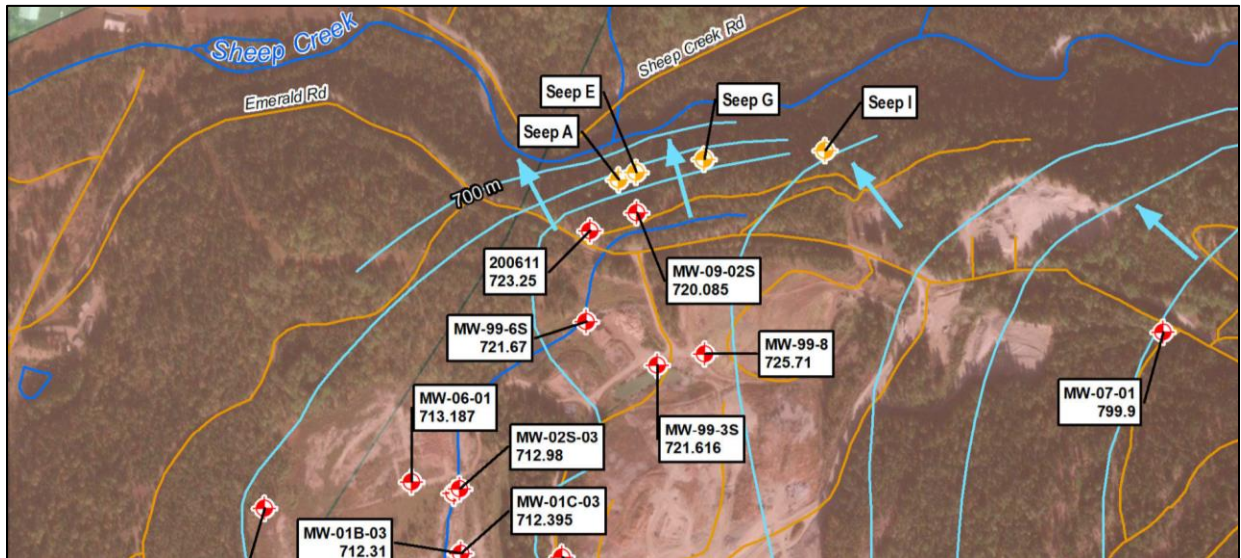 Sheep Creek
Sheep Creek Rd
Emerald Rd
Seep E
Seep G
Seep I
Seep A
700 m
200611
723.25
MW-09-02S
720.085
MW-99-6S
721.67
MW-99-8
725.71
MW-07-01
799.9
MW-06-01
713.187
MW-02S-03
712.98
MW-99-3S
721.616
MW-01C-03
712.395
MW-01B-03
712.31